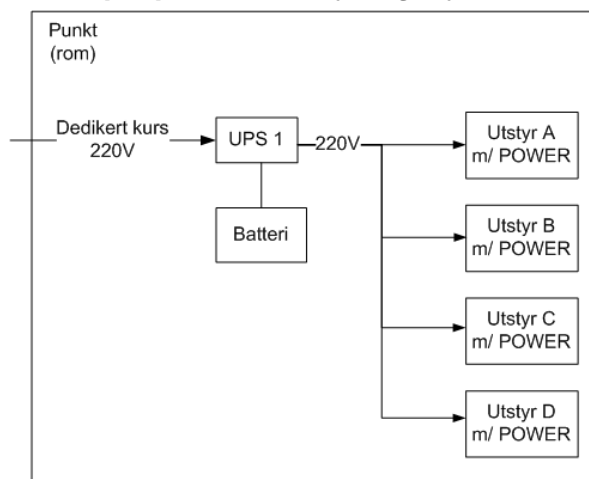 Punkt
(rom)
Dedikert kurs
220V
UPS 1
220V
Batteri
Utstyr A
m/ POWER
Utstyr B
m/ POWER
Utstyr C
m/ POWER
Utstyr D
m/ POWER